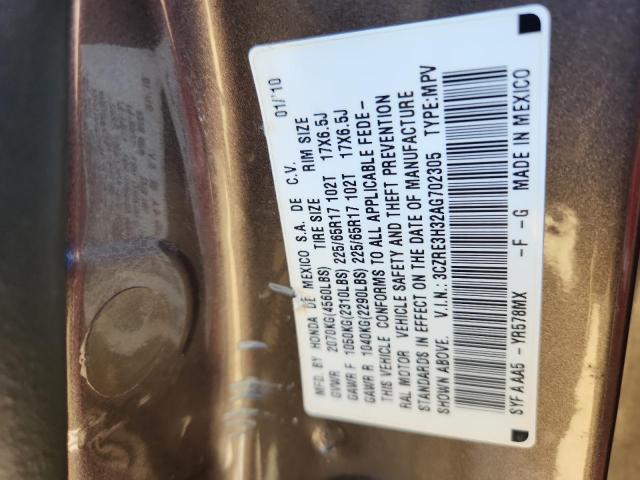 MFD. BY HONDA DE MEXICO S.A. DE C.V. 01/'10
TIRE SIZE RIM SIZE
GVWR 2070KG(4560LBS)
GAWR F 1050KG(2310LBS) 225/65R17 102T 17X6.5J
GAWR R 1040KG(2290LBS) 225/65R17 102T 17X6.5J
THIS VEHICLE CONFORMS TO ALL APPLICABLE FEDE-
RAL MOTOR VEHICLE SAFETY AND THEFT PREVENTION
STANDARDS IN EFFECT ON THE DATE OF MANUFACTURE
SHOWN ABOVE. V.I.N.: 3CZRE3H32AG702305 TYPE:MPV
SYFAAAA5 - YR578MX -F -G MADE IN MEXICO